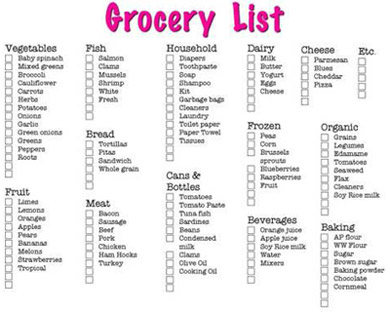 Grocery List
Vegetables
Baby spinach
Mixed greens
Broccoli
Cauliflower
Carrots
Herbs
Potatoes
Onions
Garlic
Green onions
Greens
Peppers
Roots
Fruit
Limes
Lemons
Oranges
Apples
Pears
Bananas
Melons
Strawberries
Tropical
Fish
Salmon
Clams
Mussels
Shrimp
White
Fresh
Bread
Tortillas
Pitas
Sandwich
Whole grain
Meat
Bacon
Sausage
Beef
Pork
Chicken
Ham Hocks
Turkey
Household
Diapers
Toothpaste
Soap
Shampoo
Kit
Garbage bags
Cleaners
Laundry
Toilet paper
Paper Towel
Tissues
Cans &
Bottles
Tomatoes
Tomato Paste
Tuna fish
Sardines
Beans
Condensed
milk
Clams
Olive Oil
Cooking Oil
Dairy
Milk
Butter
Yogurt
Eggs
Cheese
Frozen
Peas
Corn
Brussels
sprouts
Blueberries
Raspberries
Fruit
Beverages
Orange juice
Apple juice
Soy Rice milk
Water
Mixers
Cheese
Parmesan
Blues
Cheddar
Pizza
Etc.
Organic
Grains
Legumes
Edamame
Tomatoes
Seaweed
Flax
Cleaners
Soy Rice milk
Baking
AP flour
WW Flour
Sugar
Brown sugar
Baking powder
Chocolate
Cornmeal